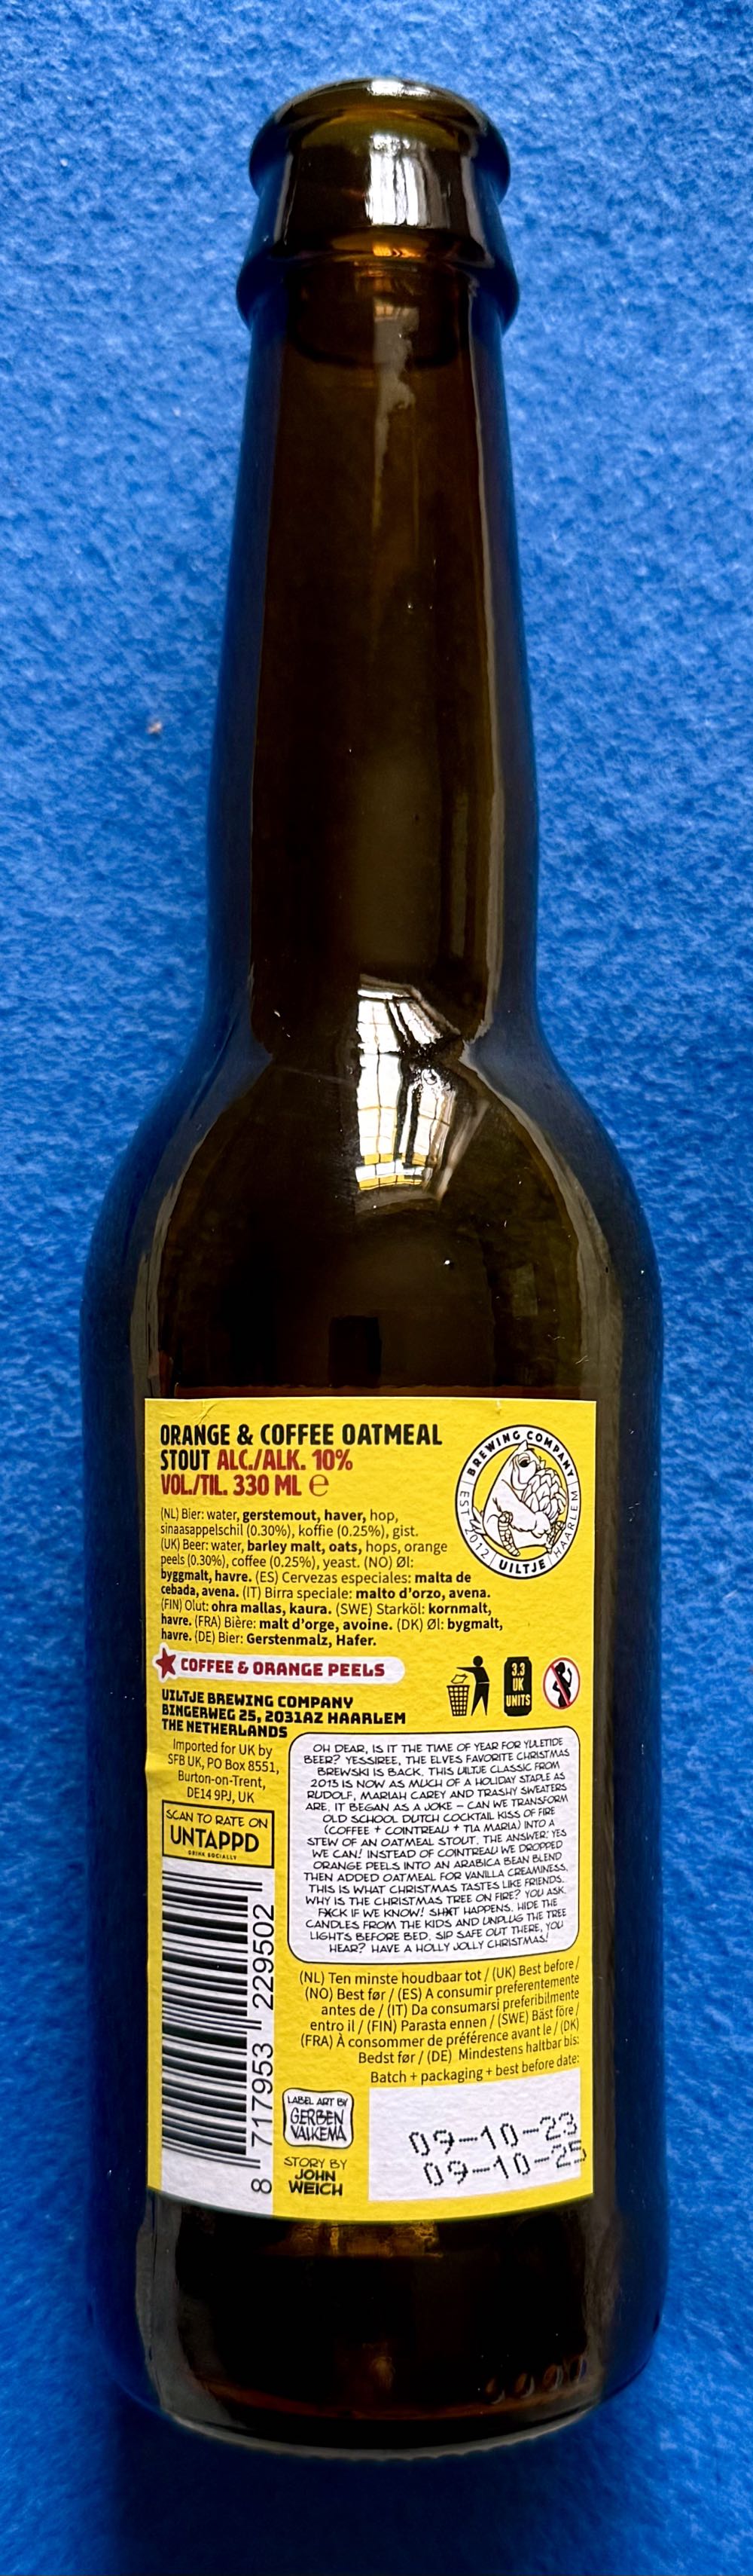 ORANGE & COFFEE OATMEAL
STOUT ALC./ALK. 10%
VOL./TIL. 330 ML ℮
BREWING COMPANY
EST 2012
UILTJE
HAARLEM
(NL) Bier: water, gerstemout, haver, hop,
sinaasappelschil (0.30%), koffie (0.25%), gist.
(UK) Beer: water, barley malt, oats, hops, orange
peels (0.30%), coffee (0.25%), yeast. (NO) Øl:
byggmalt, havre. (ES) Cervezas especiales: malta de
cebada, avena. (IT) Birra speciale: malto d'orzo, avena.
(FIN) Olut: ohra mallas, kaura. (SWE) Starköl: kornmalt,
havre. (FRA) Bière: malt d'orge, avoine. (DK) Øl: bygmalt,
havre. (DE) Bier: Gerstenmalz, Hafer.
COFFEE & ORANGE PEELS
3.3
UK
UNITS
UILTJE BREWING COMPANY
BINGERWEG 25, 2031AZ HAARLEM
THE NETHERLANDS
Imported for UK by
SFB UK, PO Box 8551,
Burton-on-Trent,
DE14 9PJ, UK
SCAN TO RATE ON
UNTAPPD
DRINK SOCIALLY
OH DEAR, IS IT THE TIME OF YEAR FOR YULETIDE
BEER? YESSIREE, THE ELVES FAVORITE CHRISTMAS
BREWSKI IS BACK. THIS UILTJE CLASSIC FROM
2013 IS NOW AS MUCH OF A HOLIDAY STAPLE AS
RUDOLF, MARIAH CAREY AND TRASHY SWEATERS
ARE. IT BEGAN AS A JOKE – CAN WE TRANSFORM
OLD SCHOOL DUTCH COCKTAIL KISS OF FIRE
(COFFEE + COINTREAU + TIA MARIA) INTO A
STEW OF AN OATMEAL STOUT. THE ANSWER: YES
WE CAN! INSTEAD OF COINTREAU WE DROPPED
ORANGE PEELS INTO AN ARABICA BEAN BLEND
THEN ADDED OATMEAL FOR VANILLA CREAMINESS.
THIS IS WHAT CHRISTMAS TASTES LIKE FRIENDS.
WHY IS THE CHRISTMAS TREE ON FIRE? YOU ASK.
F*CK IF WE KNOW! SH*T HAPPENS. HIDE THE
CANDLES FROM THE KIDS AND UNPLUG THE TREE
LIGHTS BEFORE BED. SIP SAFE OUT THERE, YOU
HEAR? HAVE A HOLLY JOLLY CHRISTMAS!
8 717953 229502
(NL) Ten minste houdbaar tot / (UK) Best before /
(NO) Best før / (ES) A consumir preferentemente
antes de / (IT) Da consumarsi preferibilmente
entro il / (FIN) Parasta ennen / (SWE) Bäst före /
(FRA) À consommer de préférence avant le / (DK)
Bedst før / (DE) Mindestens haltbar bis:
Batch + packaging + best before date:
LABEL ART BY
GERBEN
VALKEMA
STORY BY
JOHN
WEICH
09-10-23
09-10-25